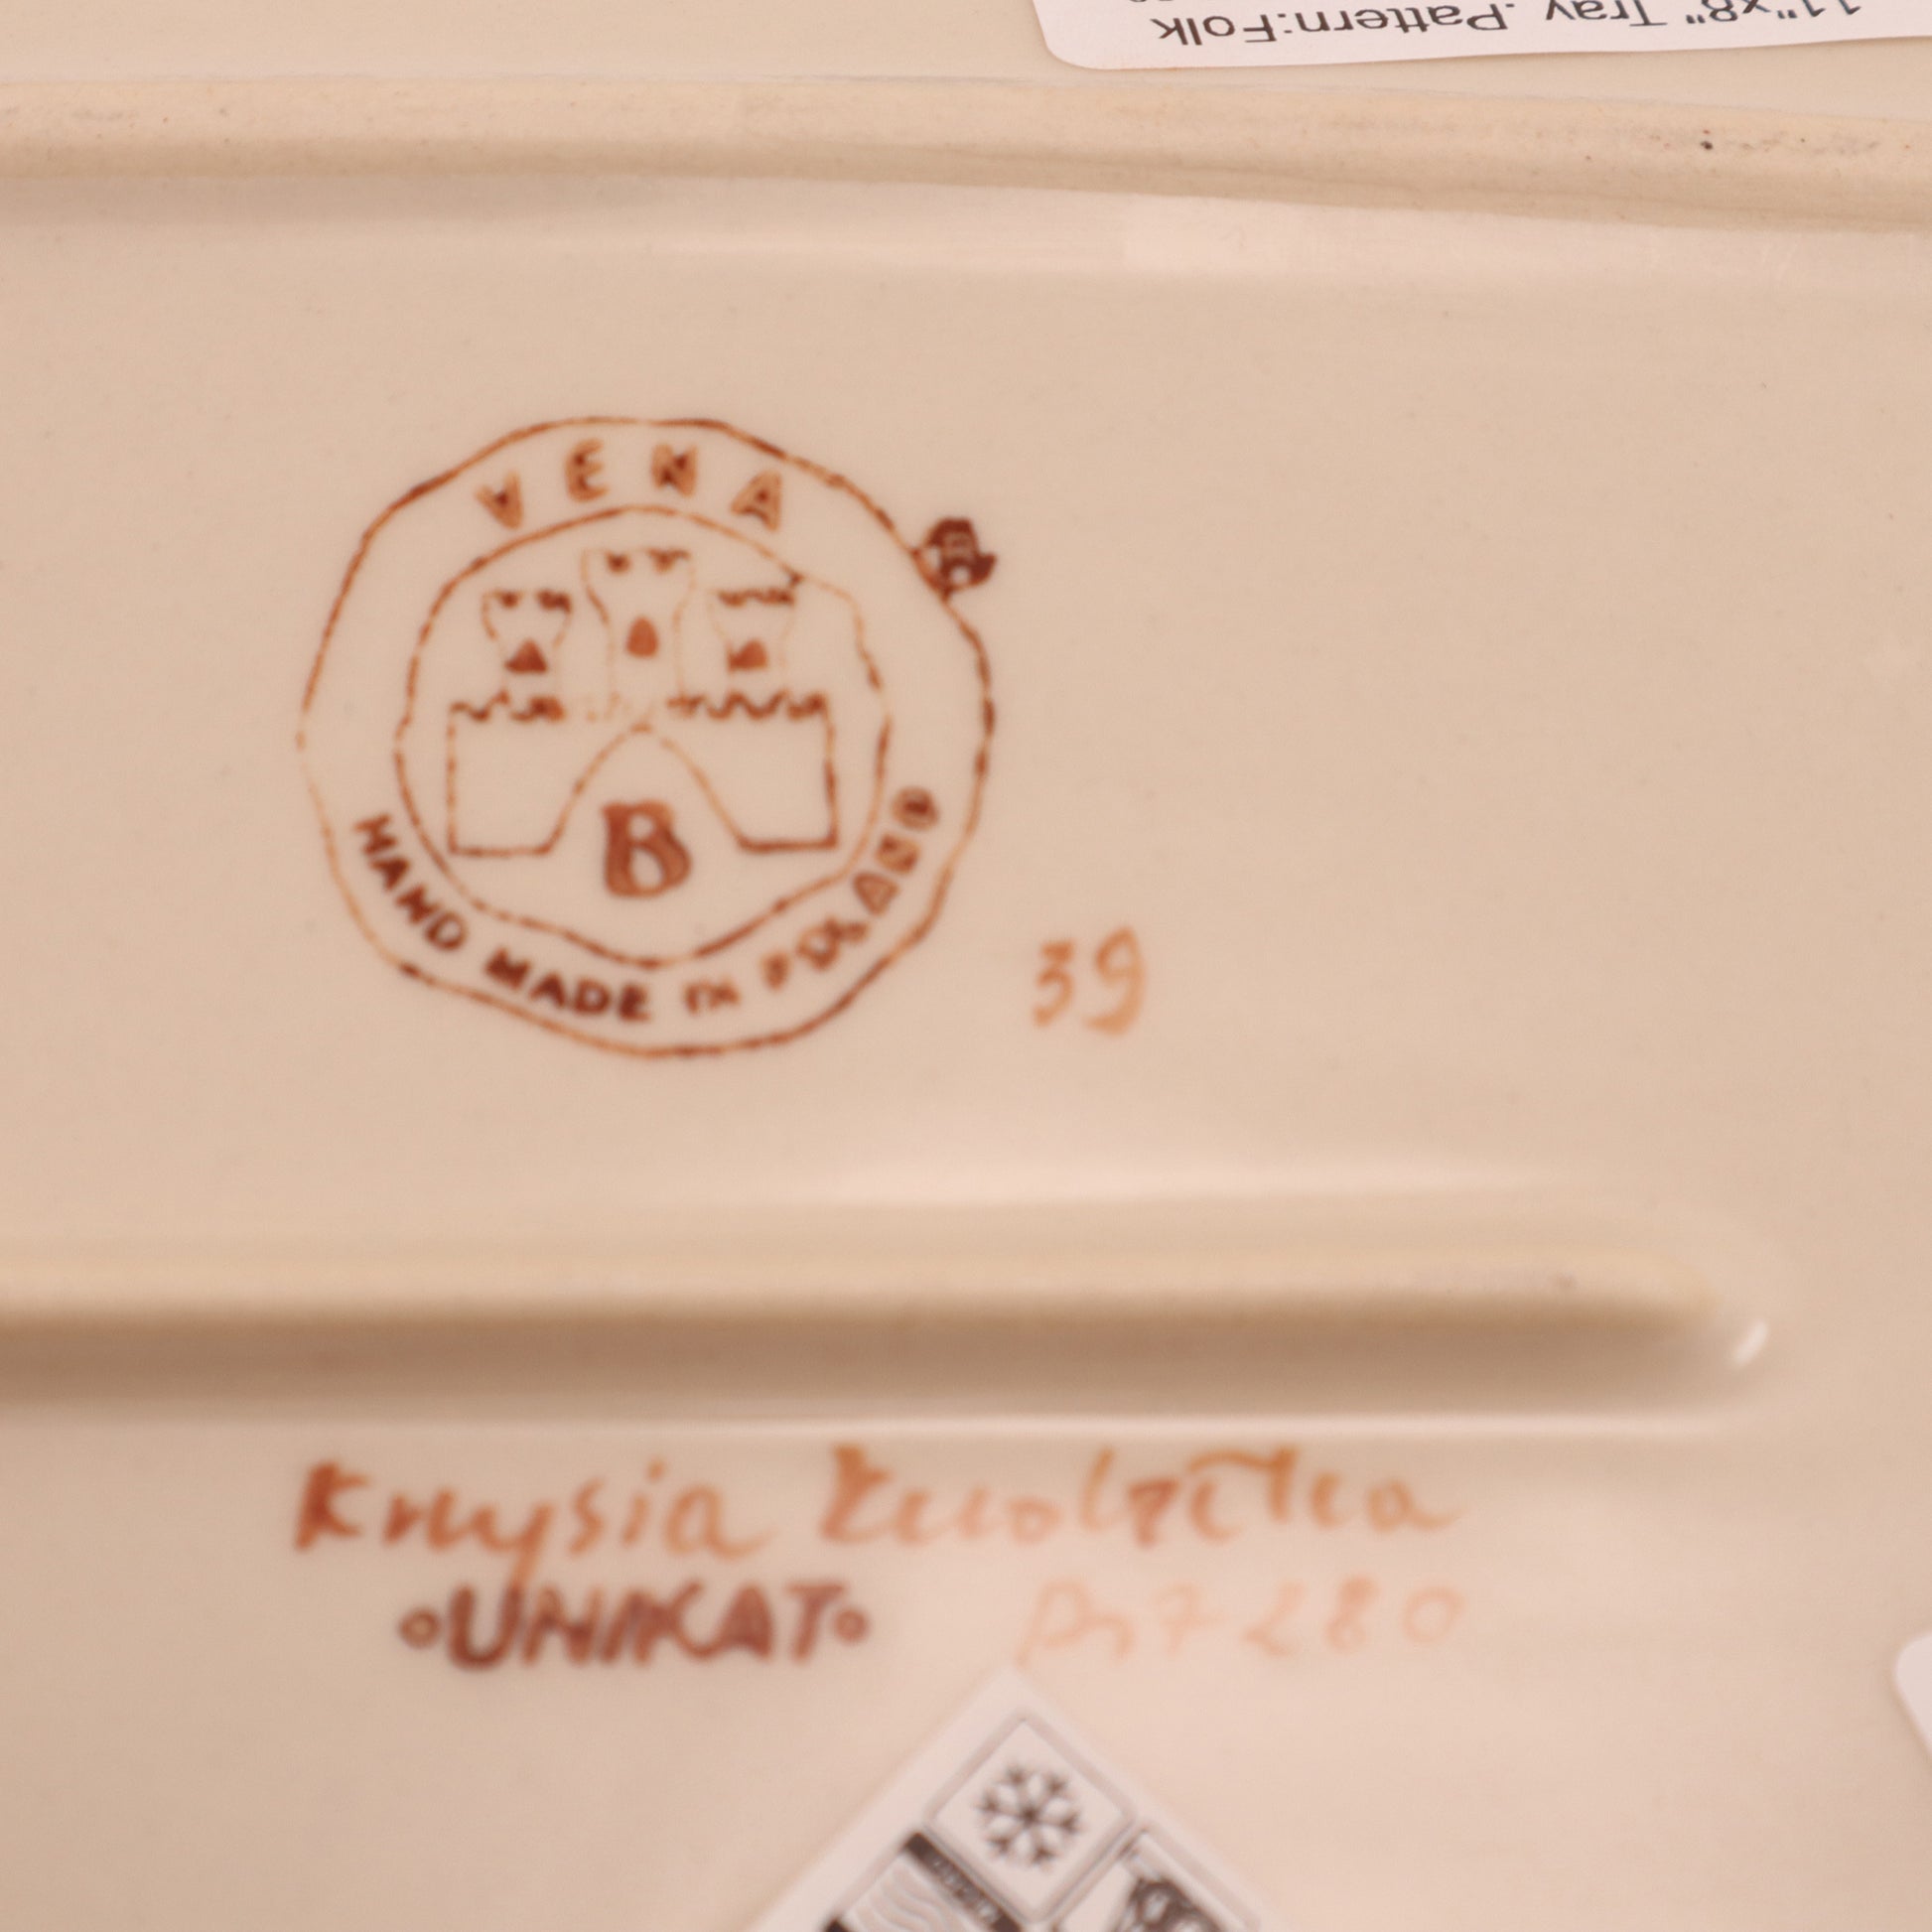 11"x8" Tray . Pattern:Folk
VENA
B
HAND MADE IN POLAND
39
Krysia
UNIKAT